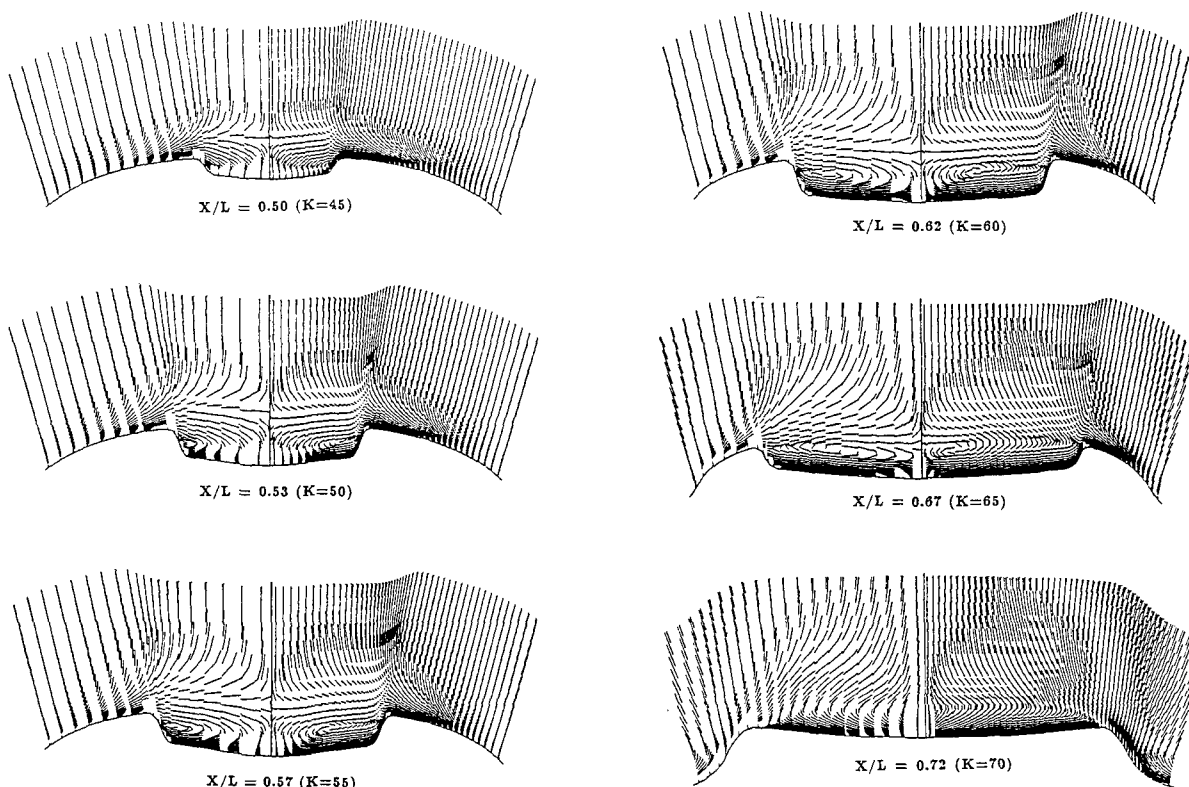 X/L = 0.50 (K=45)
X/L = 0.53 (K=50)
X/L = 0.57 (K=55)
X/L = 0.62 (K=60)
X/L = 0.67 (K=65)
X/L = 0.72 (K=70)